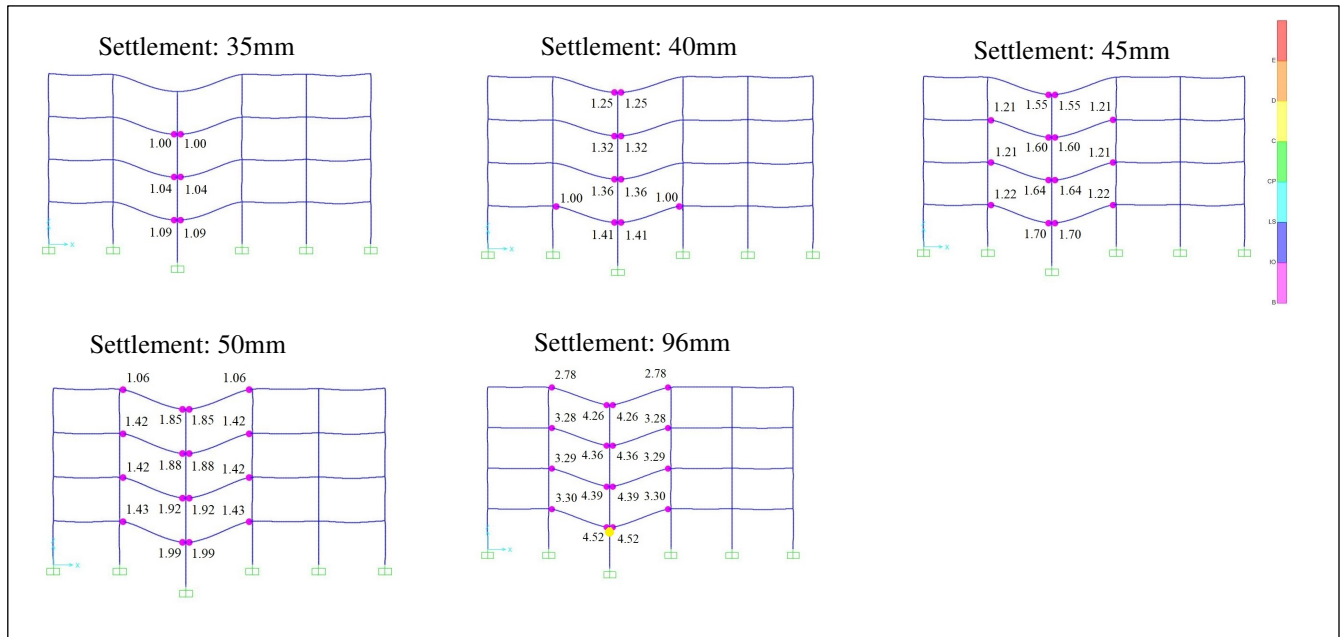 Settlement: 35mm
1.00 1.00
1.04 1.04
1.09 1.09
x
Settlement: 40mm
1.25 1.25
1.32 1.32
1.00 1.36 1.36 1.00
1.41 1.41
x
Settlement: 45mm
1.21 1.55 1.55 1.21
1.21 1.60 1.60 1.21
1.22 1.64 1.64 1.22
1.70 1.70
x
E
D
C
CP
LS
IO
B
Settlement: 50mm
1.06 1.06
1.42 1.85 1.85 1.42
1.42 1.88 1.88 1.42
1.43 1.92 1.92 1.43
1.99 1.99
x
Settlement: 96mm
2.78 2.78
3.28 4.26 4.26 3.28
3.29 4.36 4.36 3.29
3.30 4.39 4.39 3.30
4.52 4.52
x